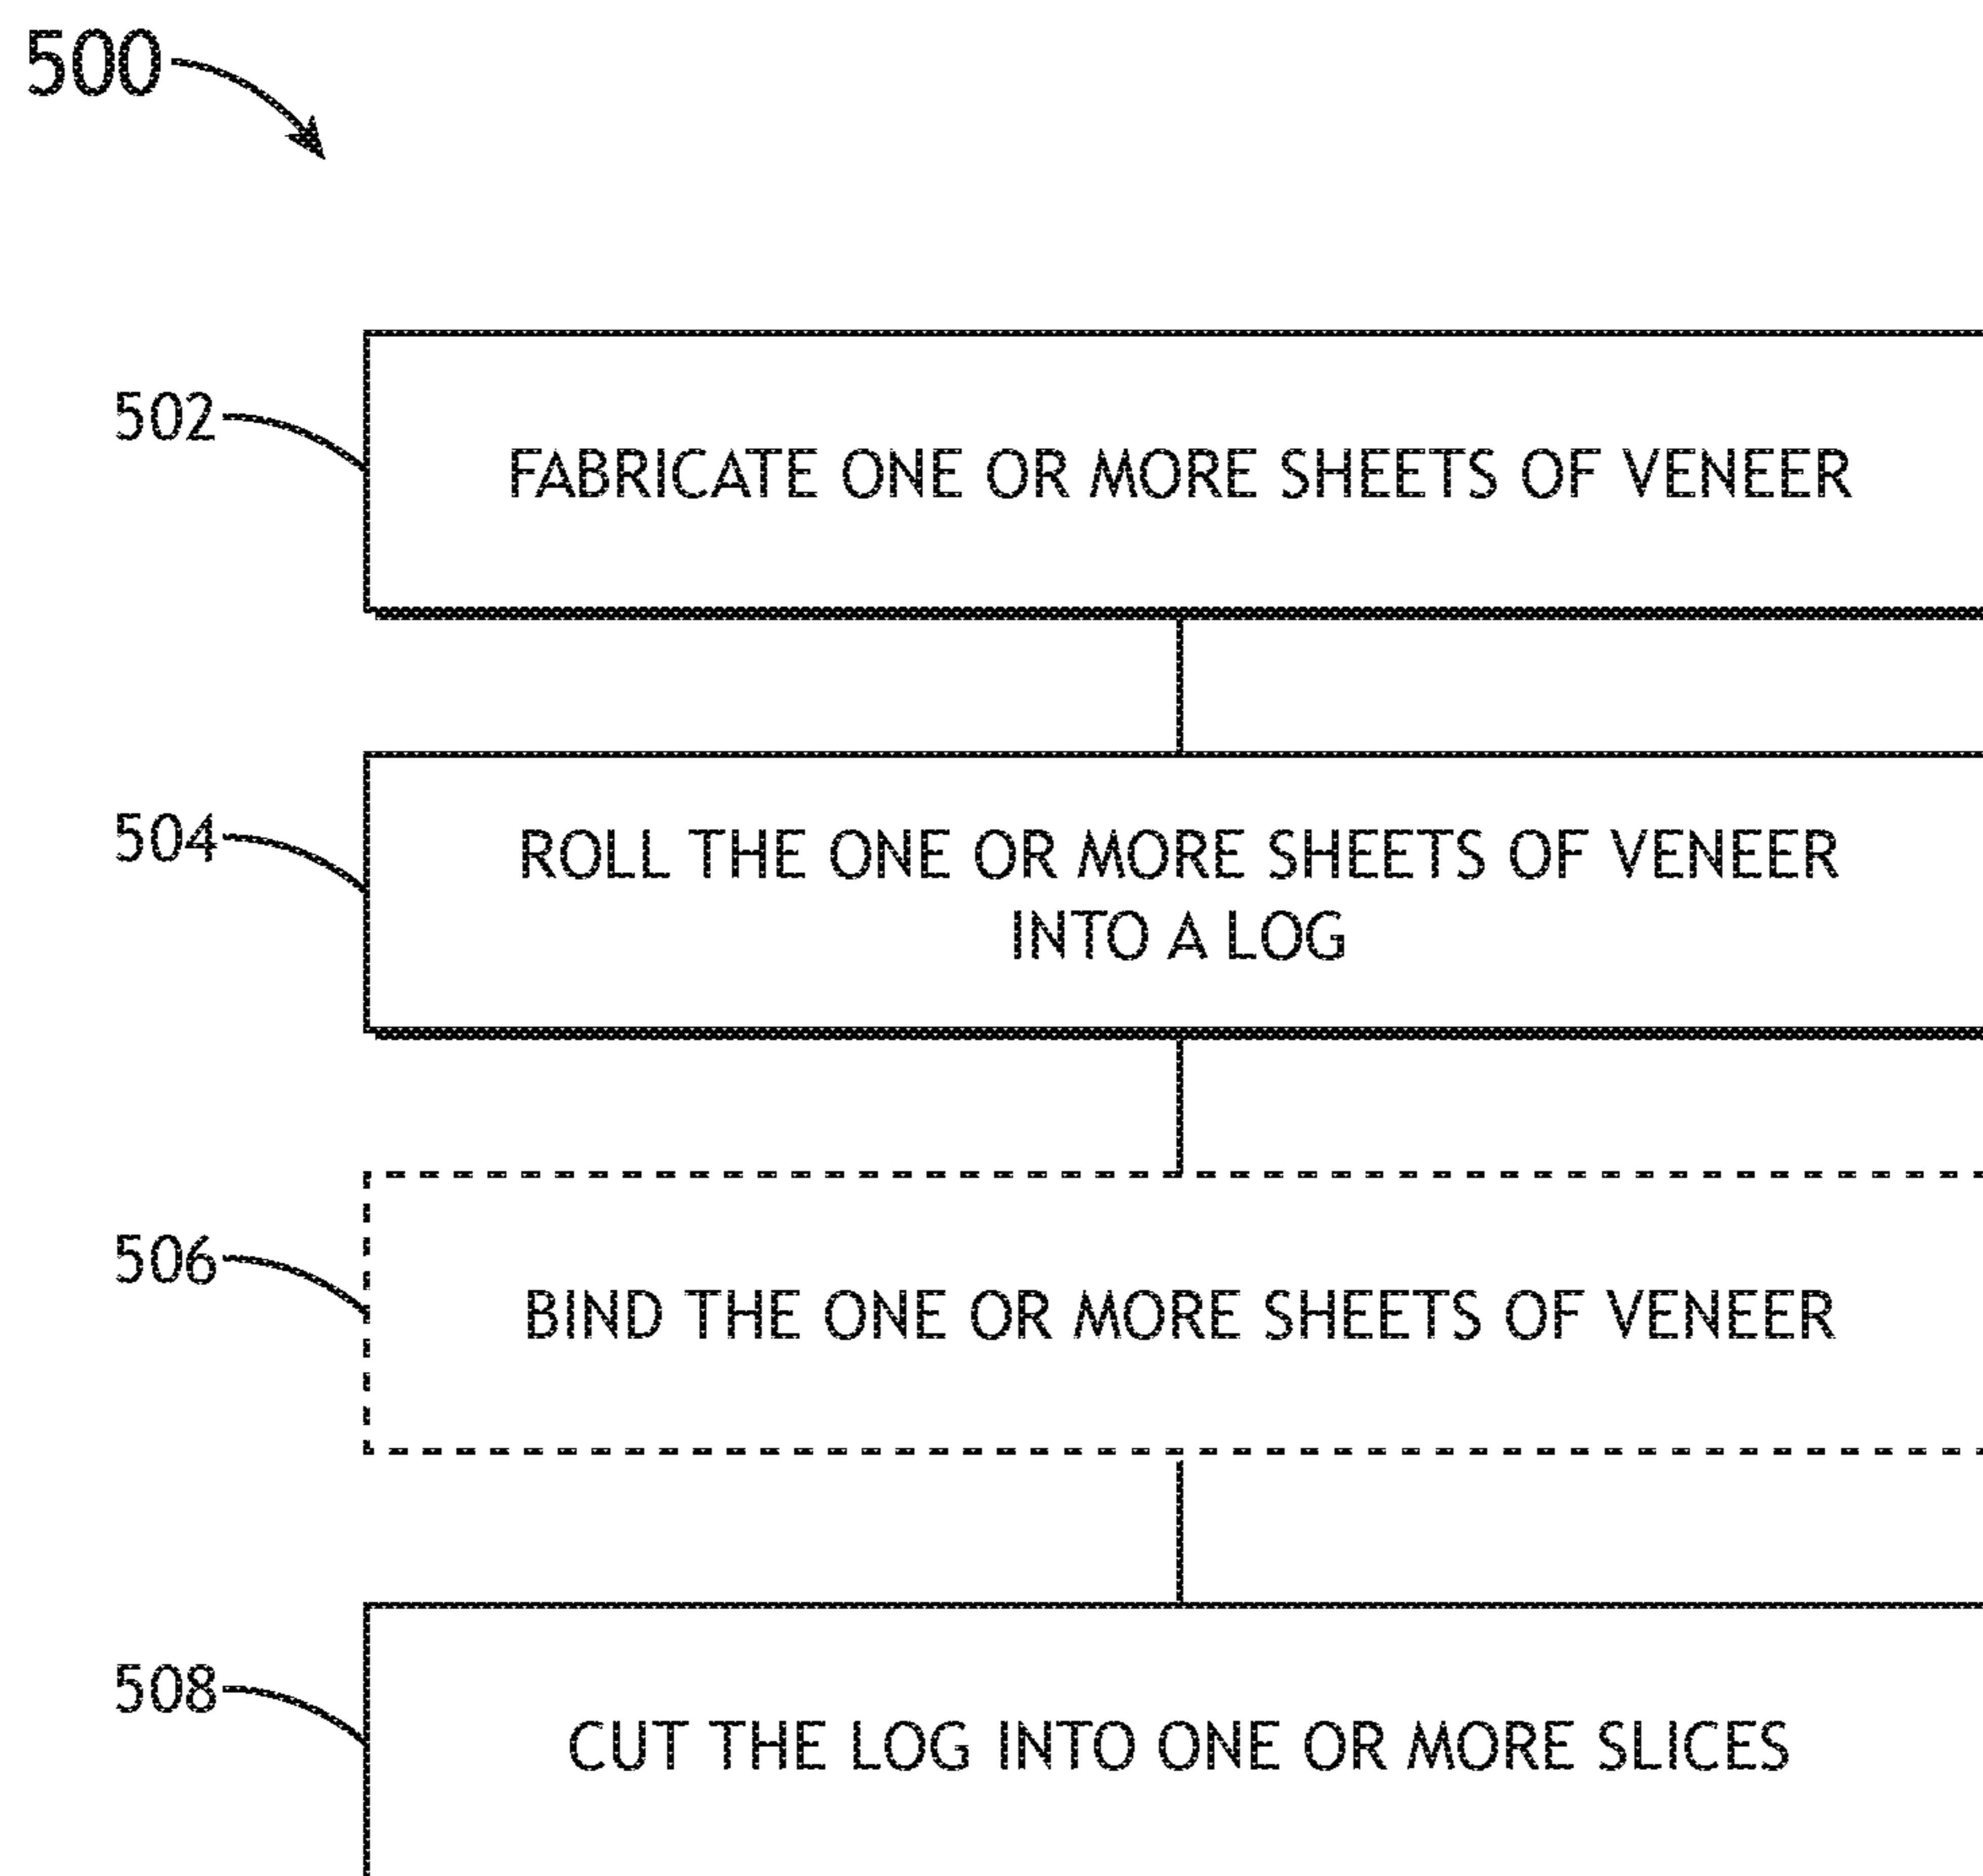 500
502
FABRICATE ONE OR MORE SHEETS OF VENEER
504
ROLL THE ONE OR MORE SHEETS OF VENEER
INTO A LOG
506
BIND THE ONE OR MORE SHEETS OF VENEER
508
CUT THE LOG INTO ONE OR MORE SLICES